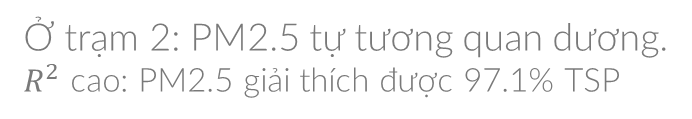 Ở trạm 2: PM2.5 tự tương quan dương.
R² cao: PM2.5 giải thích được 97.1% TSP